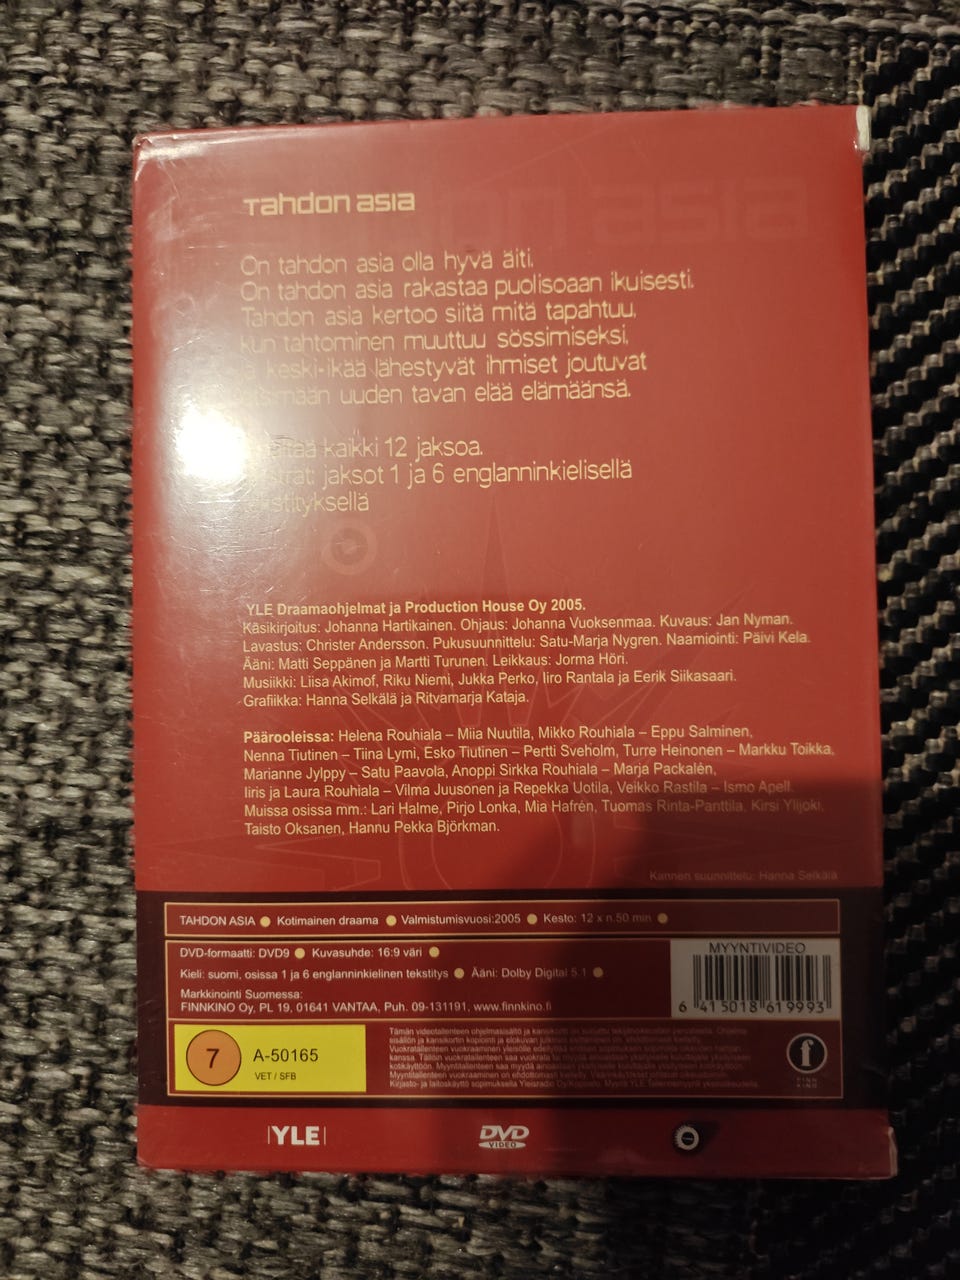 Tahdon asia
On tahdon asia olla hyvä äiti.
On tahdon asia rakastaa puolisoaan ikuisesti.
Tahdon asia kertoo siitä mitä tapahtuu,
kun tahtominen muuttuu sössimiseksi,
ja keski-ikää lähestyvät ihmiset joutuvat
etsimään uuden tavan elää elämäänsä.
kaikki 12 jaksoa.
jaksot 1 ja 6 englanninkielisellä
tekstityksellä
YLE Draamaohjelmat ja Production House Oy 2005.
Käsikirjoitus: Johanna Hartikainen. Ohjaus: Johanna Vuoksenmaa. Kuvaus: Jan Nyman.
Lavastus: Christer Andersson. Pukusuunnittelu: Satu-Marja Nygren. Naamiointi: Päivi Kela.
Ääni: Matti Seppänen ja Martti Turunen. Leikkaus: Jorma Höri.
Musiikki: Liisa Akimof, Riku Niemi, Jukka Perko, Iiro Rantala ja Eerik Siikasaari.
Grafiikka: Hanna Selkälä ja Ritvamarja Kataja.
Päärooleissa: Helena Rouhiala – Miia Nuutila, Mikko Rouhiala – Eppu Salminen,
Nenna Tiutinen – Tiina Lymi, Esko Tiutinen – Pertti Sveholm, Turre Heinonen – Markku Toikka,
Marianne Jylppy – Satu Paavola, Anoppi Sirkka Rouhiala – Marja Packalén,
Iiris ja Laura Rouhiala – Vilma Juusonen ja Repekka Uotila, Veikko Rastila – Ismo Apell.
Muissa osissa mm.: Lari Halme, Pirjo Lonka, Mia Hafrén, Tuomas Rinta-Panttila, Kirsi Ylijoki,
Taisto Oksanen, Hannu Pekka Björkman.
Kannen suunnittelu: Hanna Selkälä
TAHDON ASIA ● Kotimainen draama ● Valmistumisvuosi:2005 ● Kesto: 12 x n.50 min ●
DVD-formaatti: DVD9 ● Kuvasuhde: 16:9 väri ●
Kieli: suomi, osissa 1 ja 6 englanninkielinen tekstitys ● Ääni: Dolby Digital 5.1 ●
Markkinointi Suomessa:
FINNKINO Oy, PL 19, 01641 VANTAA, Puh. 09-131191, www.finnkino.fi
MYYNTIVIDEO
6 415018 619993
7 A-50165
VET / SFB
FINN
KINO
YLE
DVD
VIDEO